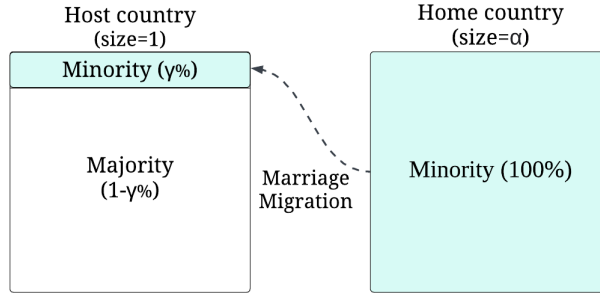 Host country
(size=1)
Minority (γ%)
Majority
(1-γ%)
Marriage
Migration
Home country
(size=α)
Minority (100%)